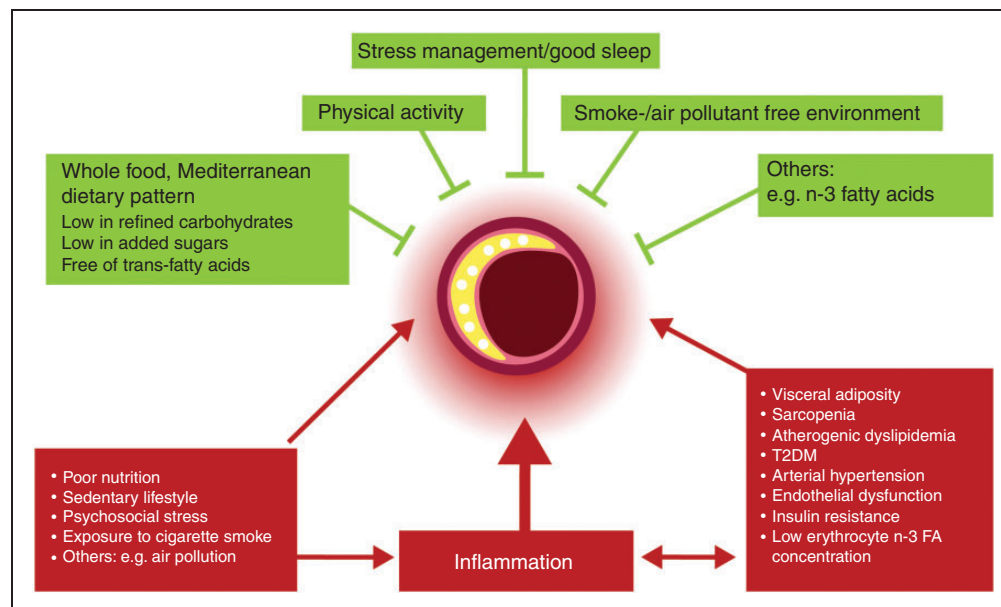 Stress management/good sleep
Physical activity
Smoke-/air pollutant free environment
Whole food, Mediterranean
dietary pattern
Low in refined carbohydrates
Low in added sugars
Free of trans-fatty acids
Others:
e.g. n-3 fatty acids
• Poor nutrition
• Sedentary lifestyle
• Psychosocial stress
• Exposure to cigarette smoke
• Others: e.g. air pollution
Inflammation
• Visceral adiposity
• Sarcopenia
• Atherogenic dyslipidemia
• T2DM
• Arterial hypertension
• Endothelial dysfunction
• Insulin resistance
• Low erythrocyte n-3 FA
concentration